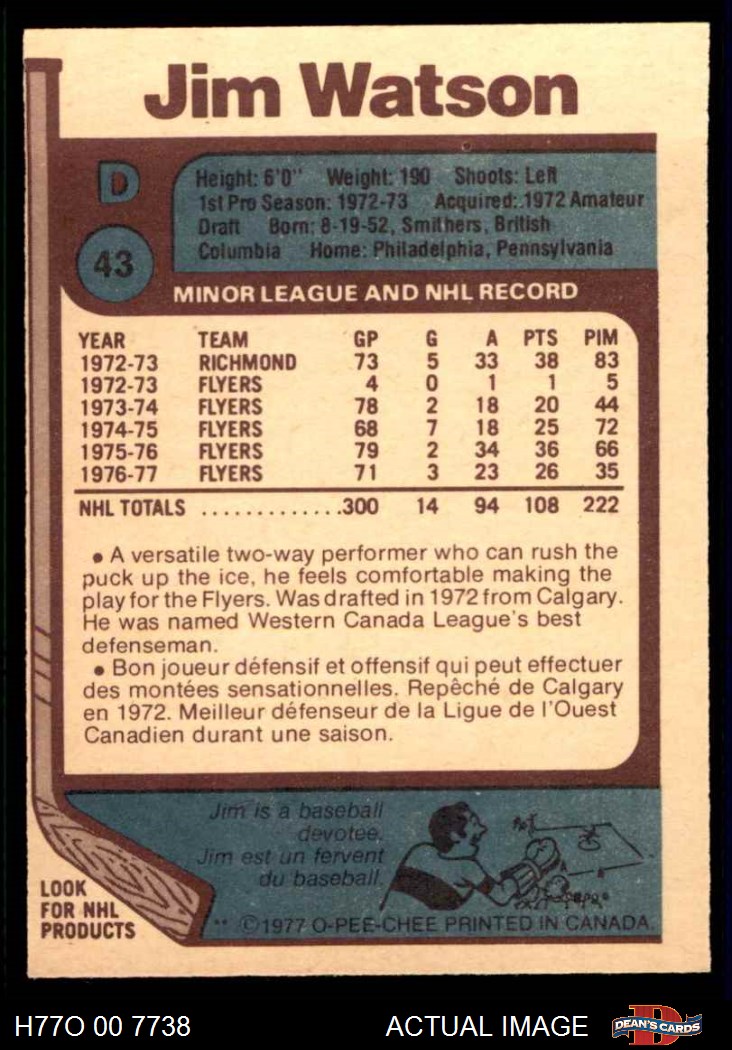 Jim Watson
D
Height: 6'0" Weight: 190 Shoots: Left
1st Pro Season: 1972-73 Acquired: 1972 Amateur
Draft Born: 8-19-52, Smithers, British
Columbia Home: Philadelphia, Pennsylvania
43
MINOR LEAGUE AND NHL RECORD
YEAR TEAM GP G A PTS PIM
1972-73 RICHMOND 73 5 33 38 83
1972-73 FLYERS 4 0 1 1 5
1973-74 FLYERS 78 2 18 20 44
1974-75 FLYERS 68 7 18 25 72
1975-76 FLYERS 79 2 34 36 66
1976-77 FLYERS 71 3 23 26 35
NHL TOTALS .............300 14 94 108 222
• A versatile two-way performer who can rush the
puck up the ice, he feels comfortable making the
play for the Flyers. Was drafted in 1972 from Calgary.
He was named Western Canada League's best
defenseman.
• Bon joueur défensif et offensif qui peut effectuer
des montées sensationnelles. Repêché de Calgary
en 1972. Meilleur défenseur de la Ligue de l'Ouest
Canadien durant une saison.
Jim is a baseball
devotee.
Jim est un fervent
du baseball.
LOOK
FOR NHL
PRODUCTS
** ©1977 O-PEE-CHEE PRINTED IN CANADA.
H77O 00 7738 ACTUAL IMAGE
D
DEAN'S CARDS